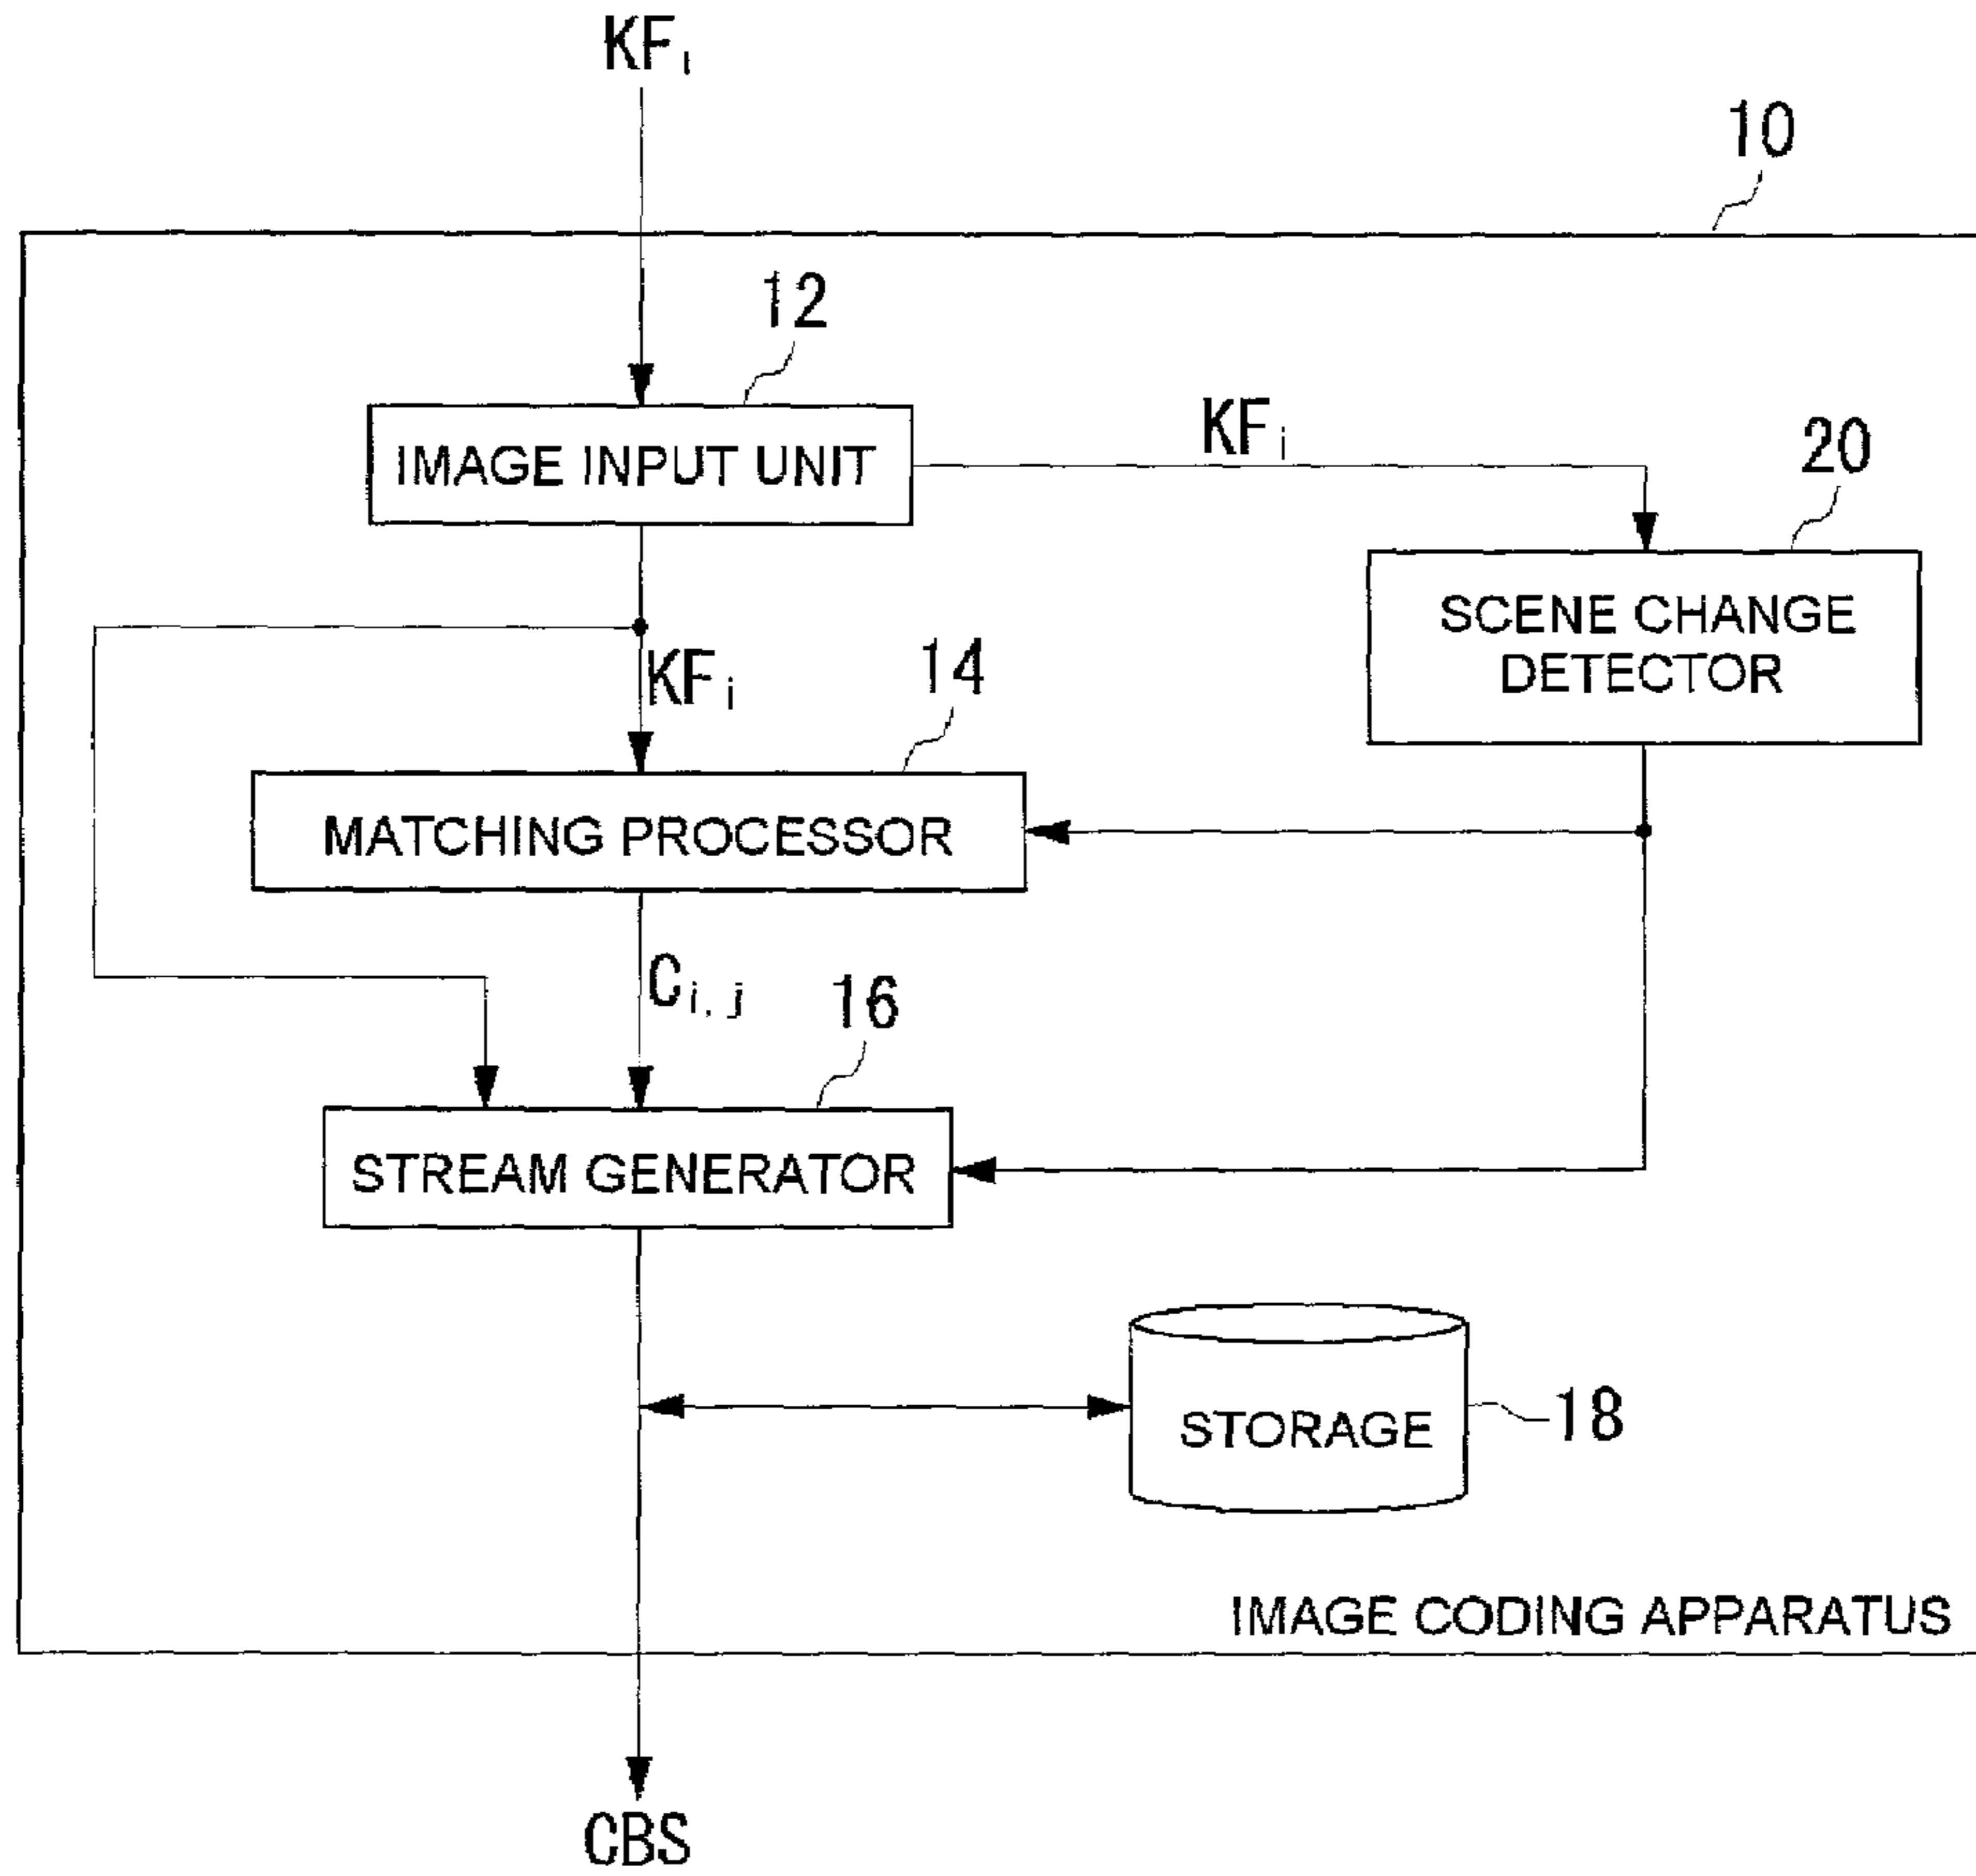 KFi
10
12
IMAGE INPUT UNIT
KFi
20
SCENE CHANGE
DETECTOR
KFi
14
MATCHING PROCESSOR
Ci, j
16
STREAM GENERATOR
STORAGE
18
IMAGE CODING APPARATUS
CBS